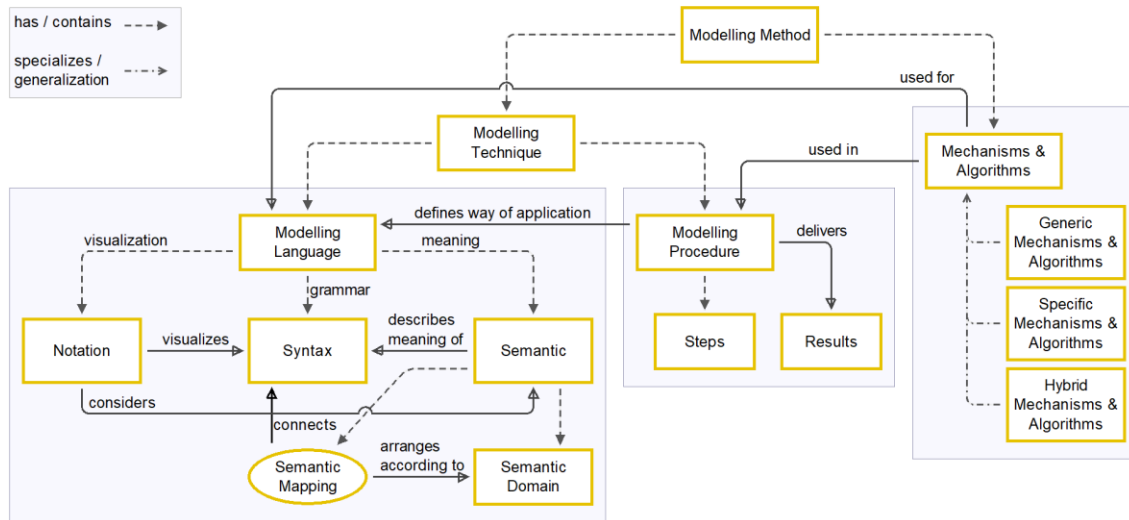 has / contains
specializes /
generalization
Modelling Method
used for
Modelling
Technique
used in
Mechanisms &
Algorithms
defines way of application
Modelling
Language
visualization
meaning
grammar
Modelling
Procedure
delivers
Generic
Mechanisms &
Algorithms
Notation
visualizes
Syntax
describes
meaning of
Semantic
Steps
Results
Specific
Mechanisms &
Algorithms
considers
connects
Hybrid
Mechanisms &
Algorithms
Semantic
Mapping
arranges
according to
Semantic
Domain